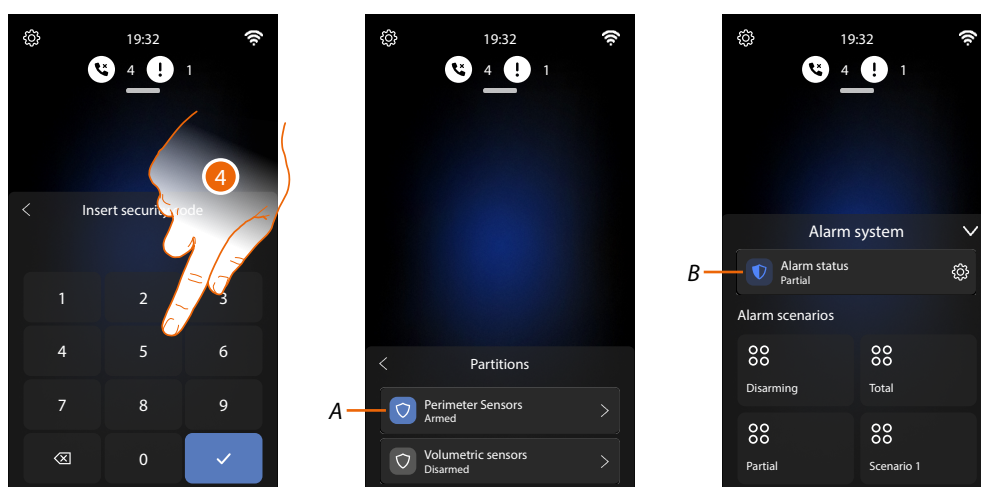 19:32
4 1
4
Insert security code
1 2 3
4 5 6
7 8 9
0
19:32
4 1
Partitions
A
Perimeter Sensors
Armed
Volumetric sensors
Disarmed
19:32
4 1
Alarm system
B
Alarm status
Partial
Alarm scenarios
Disarming Total
Partial Scenario 1